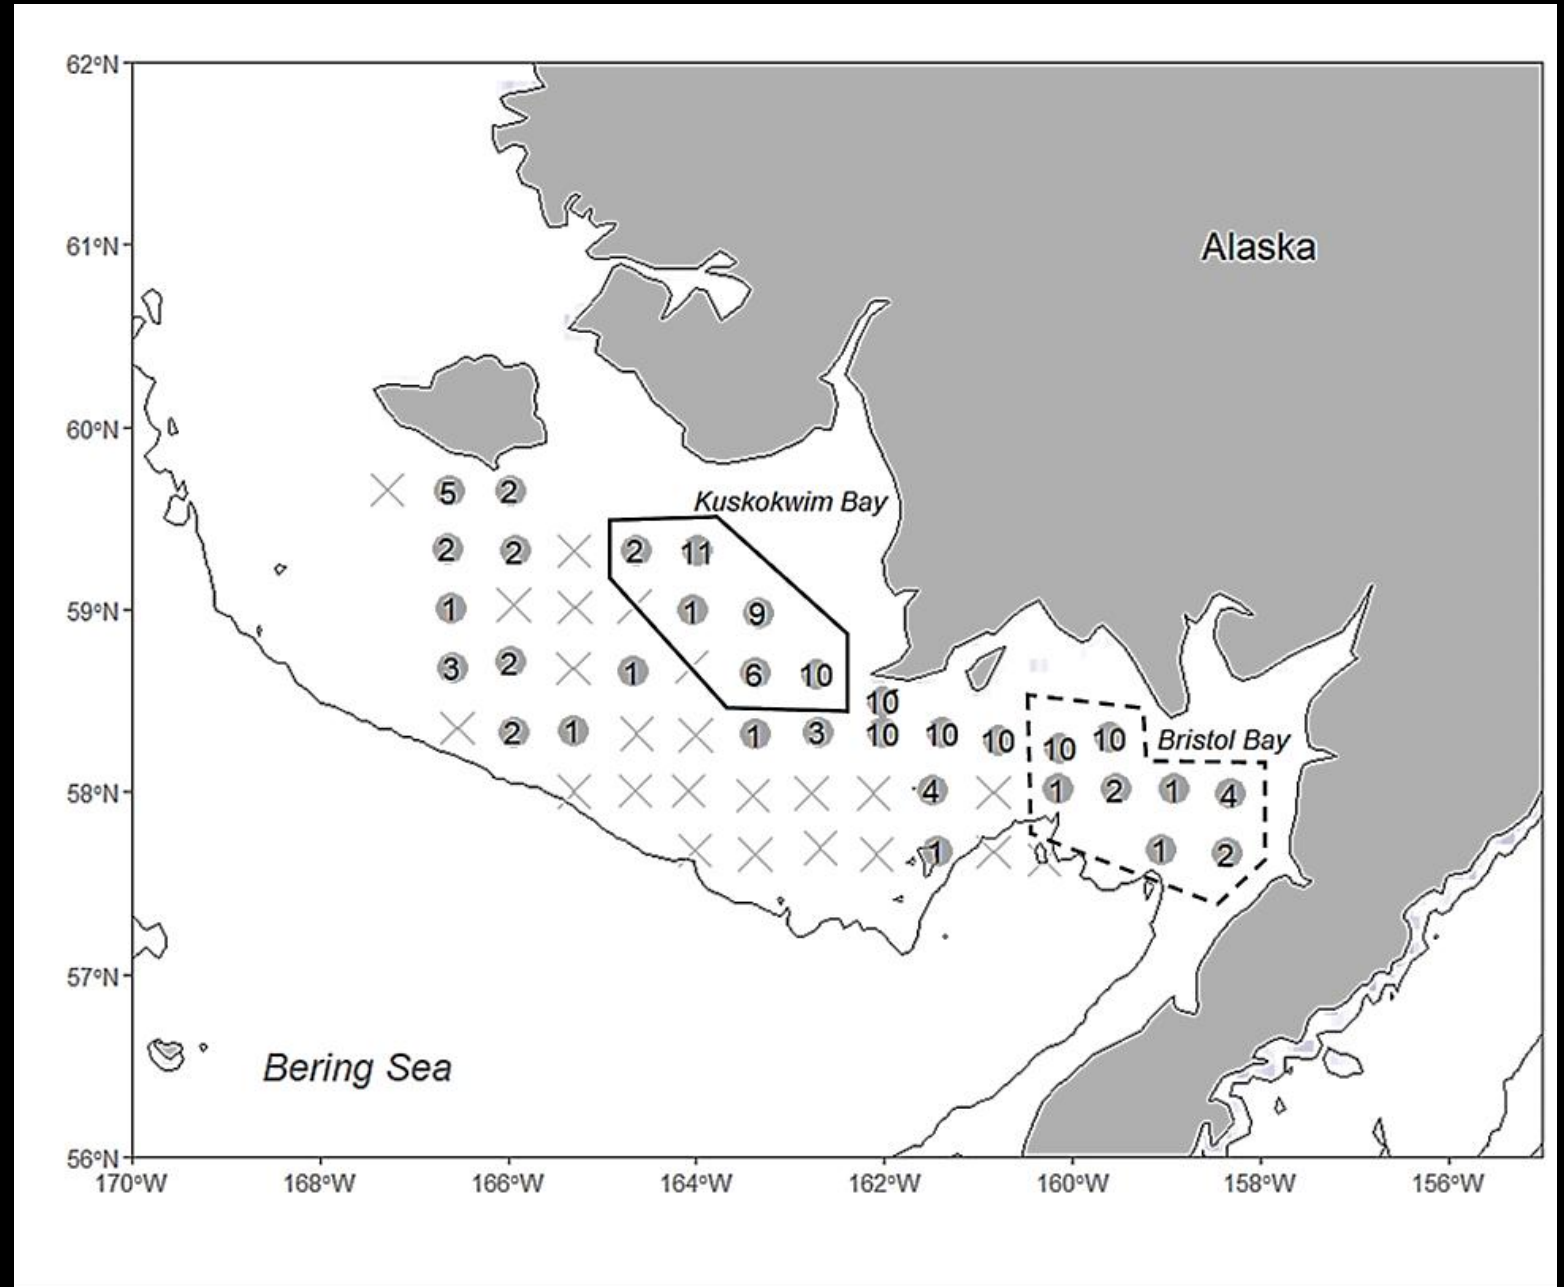 62°N
61°N
Alaska
60°N
5 2
Kuskokwim Bay
2 2 2 11
59°N
1 1 9
3 2 1 6 10
10
2 1 1 3 10 10 10 10 10
Bristol Bay
58°N
4 1 2 1 4
1 1 2
57°N
Bering Sea
56°N
170°W 168°W 166°W 164°W 162°W 160°W 158°W 156°W